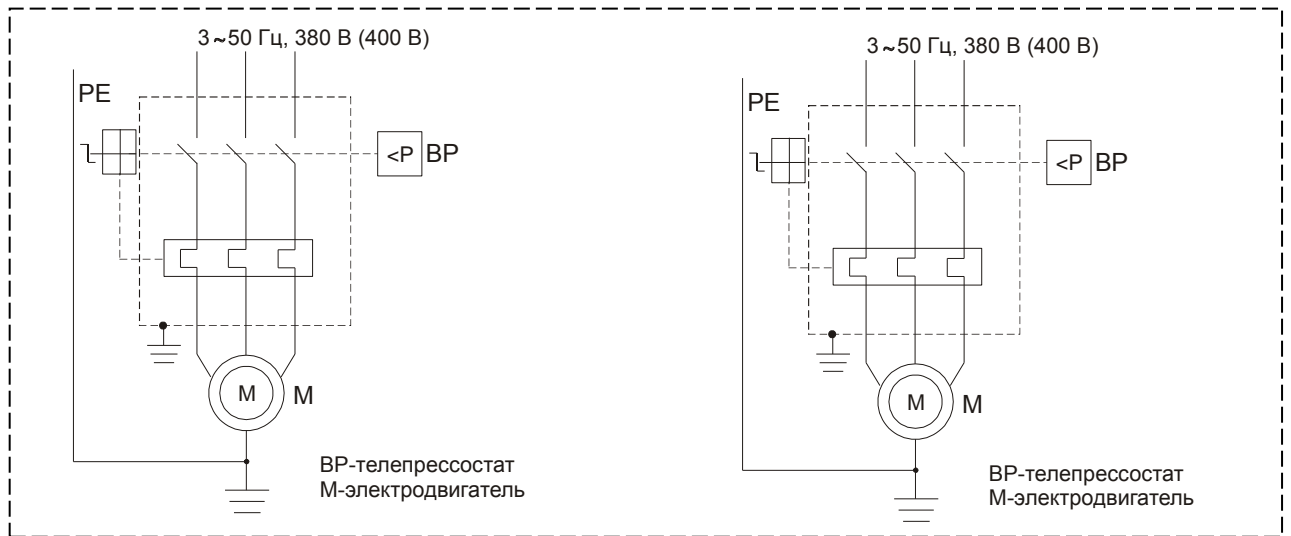 3~50 Гц, 380 В (400 В)
PE
<P ВР
М М
ВР-телепрессостат
М-электродвигатель
3~50 Гц, 380 В (400 В)
PE
<P ВР
М М
ВР-телепрессостат
М-электродвигатель